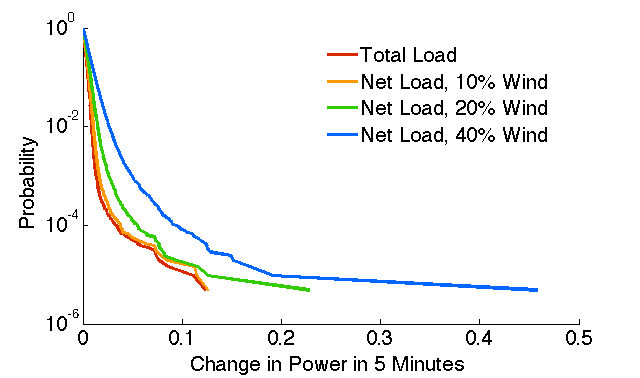 10^0
10^-2
10^-4
10^-6
Probability
Total Load
Net Load, 10% Wind
Net Load, 20% Wind
Net Load, 40% Wind
0 0.1 0.2 0.3 0.4 0.5
Change in Power in 5 Minutes